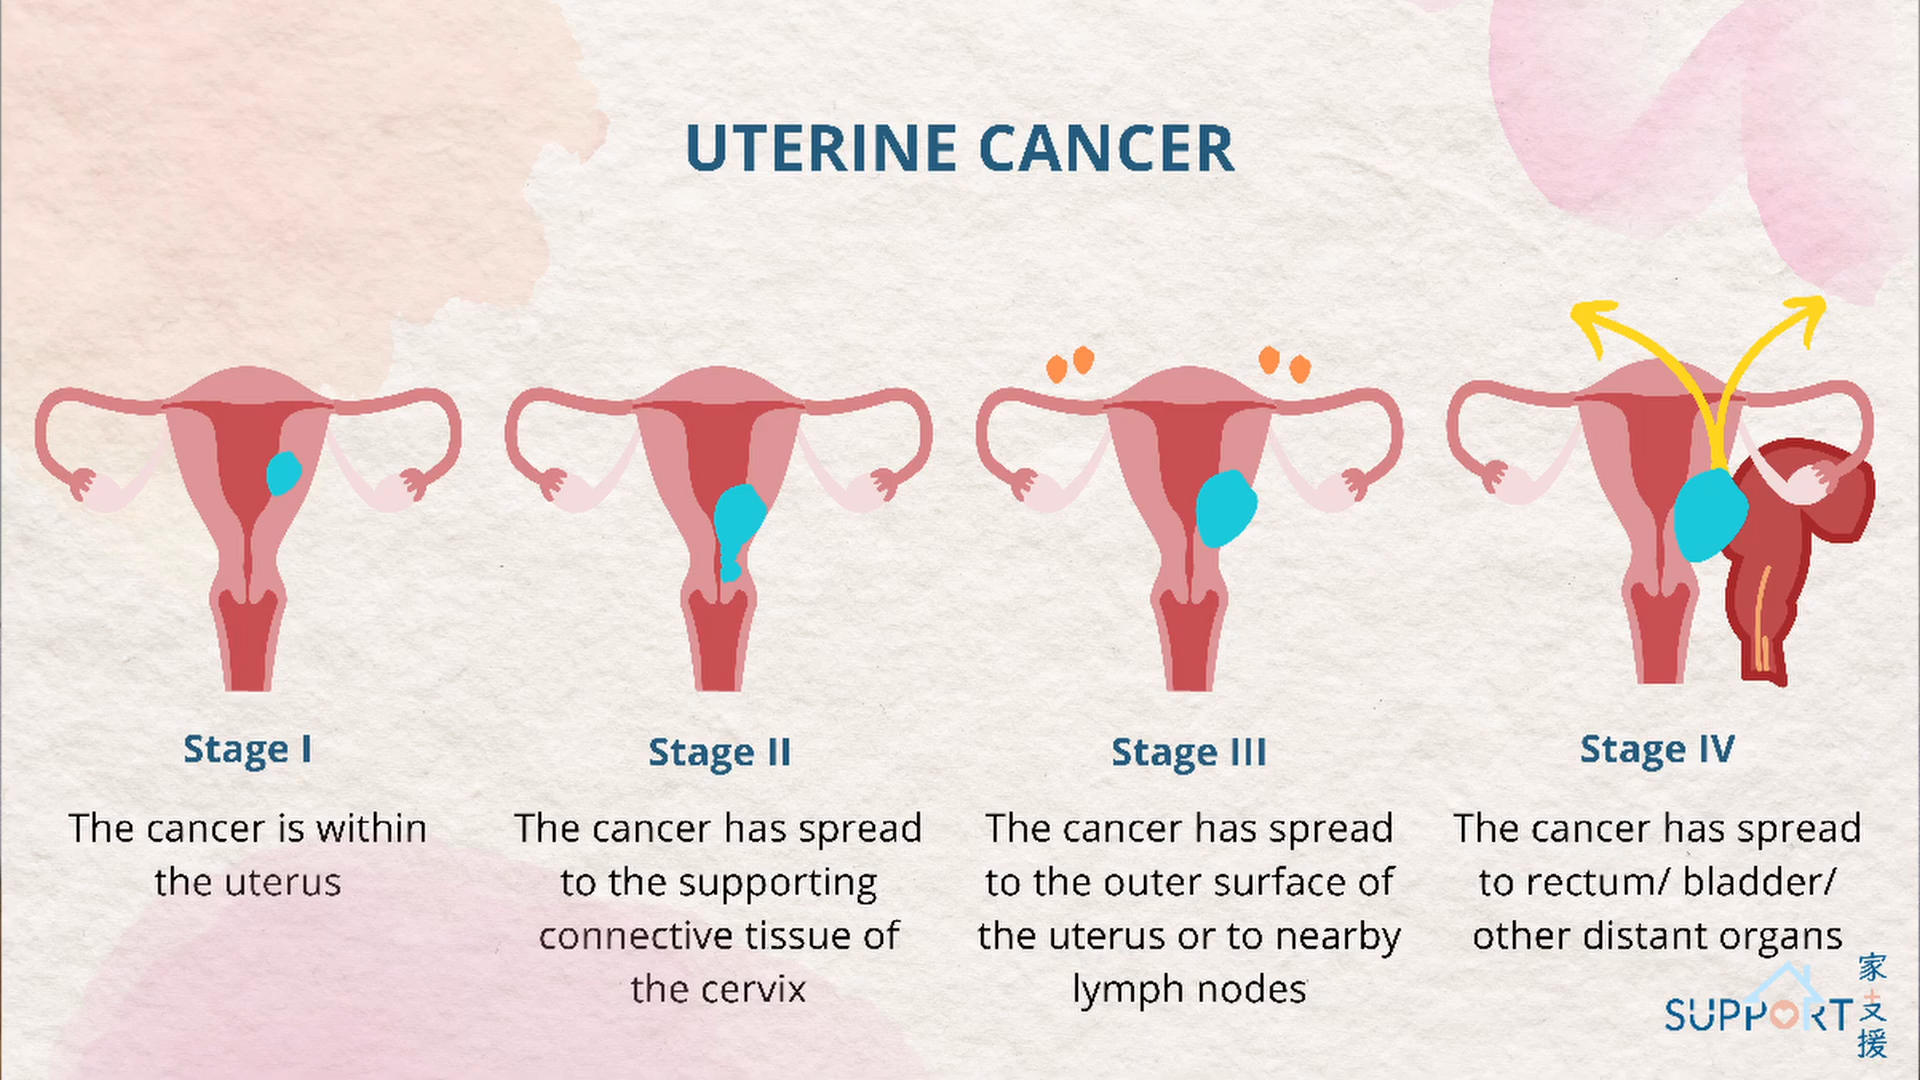 UTERINE CANCER
Stage I
The cancer is within
the uterus
Stage II
The cancer has spread
to the supporting
connective tissue of
the cervix
Stage III
The cancer has spread
to the outer surface of
the uterus or to nearby
lymph nodes
Stage IV
The cancer has spread
to rectum/ bladder/
other distant organs
SUPPORT
家+支援